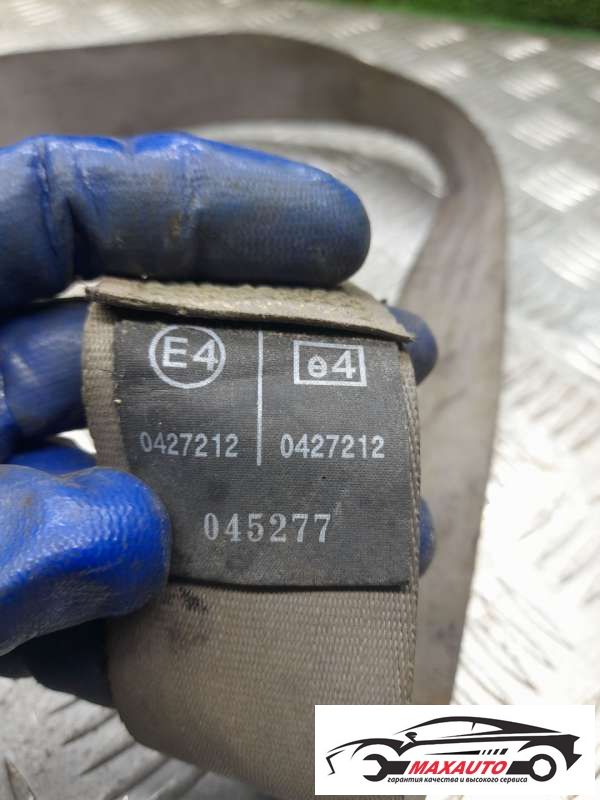 E4
e4
0427212
0427212
045277
MAXAUTO
гарантия качества и высокого сервиса